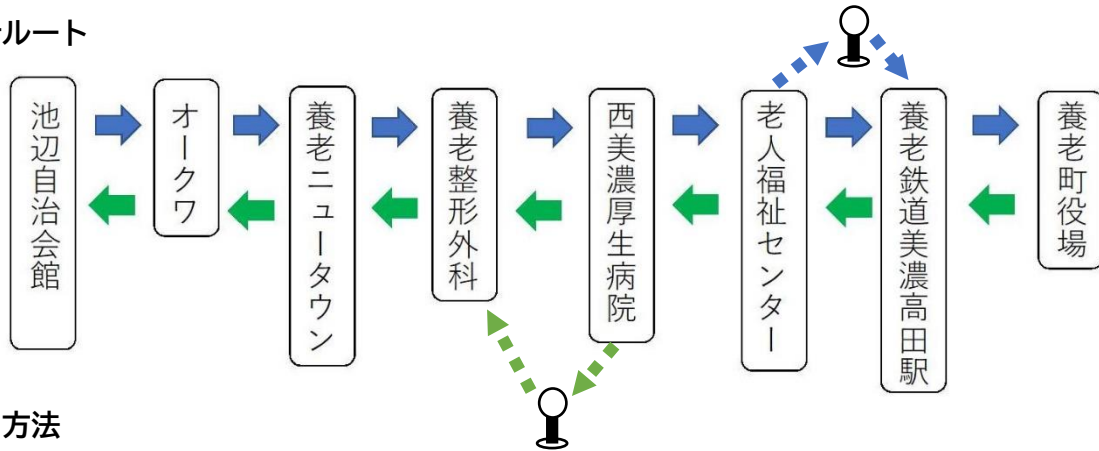 ルート
池辺自治会館
オークワ
養老ニュータウン
養老整形外科
西美濃厚生病院
老人福祉センター
養老鉄道美濃高田駅
養老町役場
方法